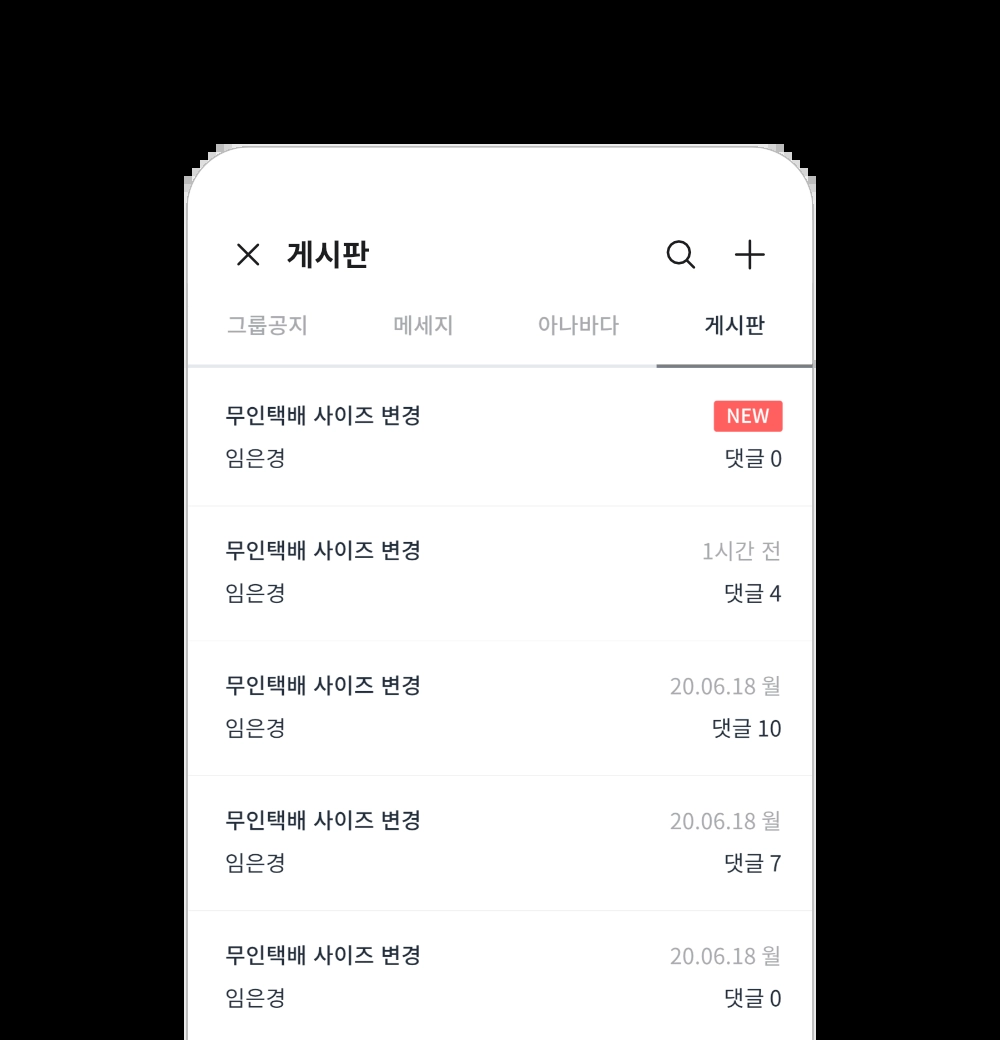 게시판
그룹공지 메세지 아나바다 게시판
무인택배 사이즈 변경 NEW
임은경 댓글 0
무인택배 사이즈 변경 1시간 전
임은경 댓글 4
무인택배 사이즈 변경 20.06.18 월
임은경 댓글 10
무인택배 사이즈 변경 20.06.18 월
임은경 댓글 7
무인택배 사이즈 변경 20.06.18 월
임은경 댓글 0